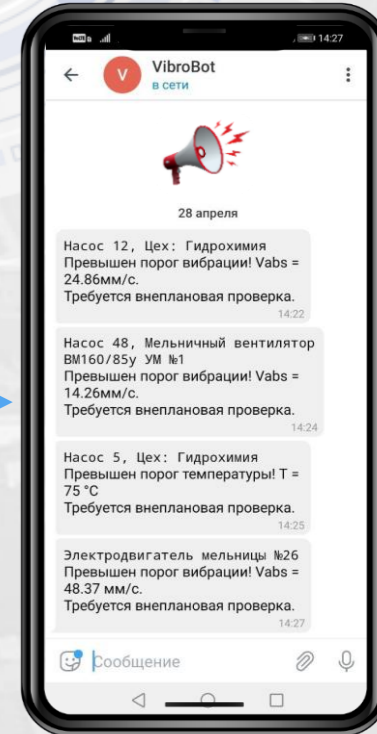 14:27
V
VibroBot
в сети
28 апреля
Насос 12, Цех: Гидрохимия
Превышен порог вибрации! Vabs =
24.86мм/с.
Требуется внеплановая проверка.
14:22
Насос 48, Мельничный вентилятор
ВМ160/85у УМ №1
Превышен порог вибрации! Vabs =
14.26мм/с.
Требуется внеплановая проверка.
14:24
Насос 5, Цех: Гидрохимия
Превышен порог температуры! T =
75 °C
Требуется внеплановая проверка.
14:25
Электродвигатель мельницы №26
Превышен порог вибрации! Vabs =
48.37 мм/с.
Требуется внеплановая проверка.
14:27
Сообщение